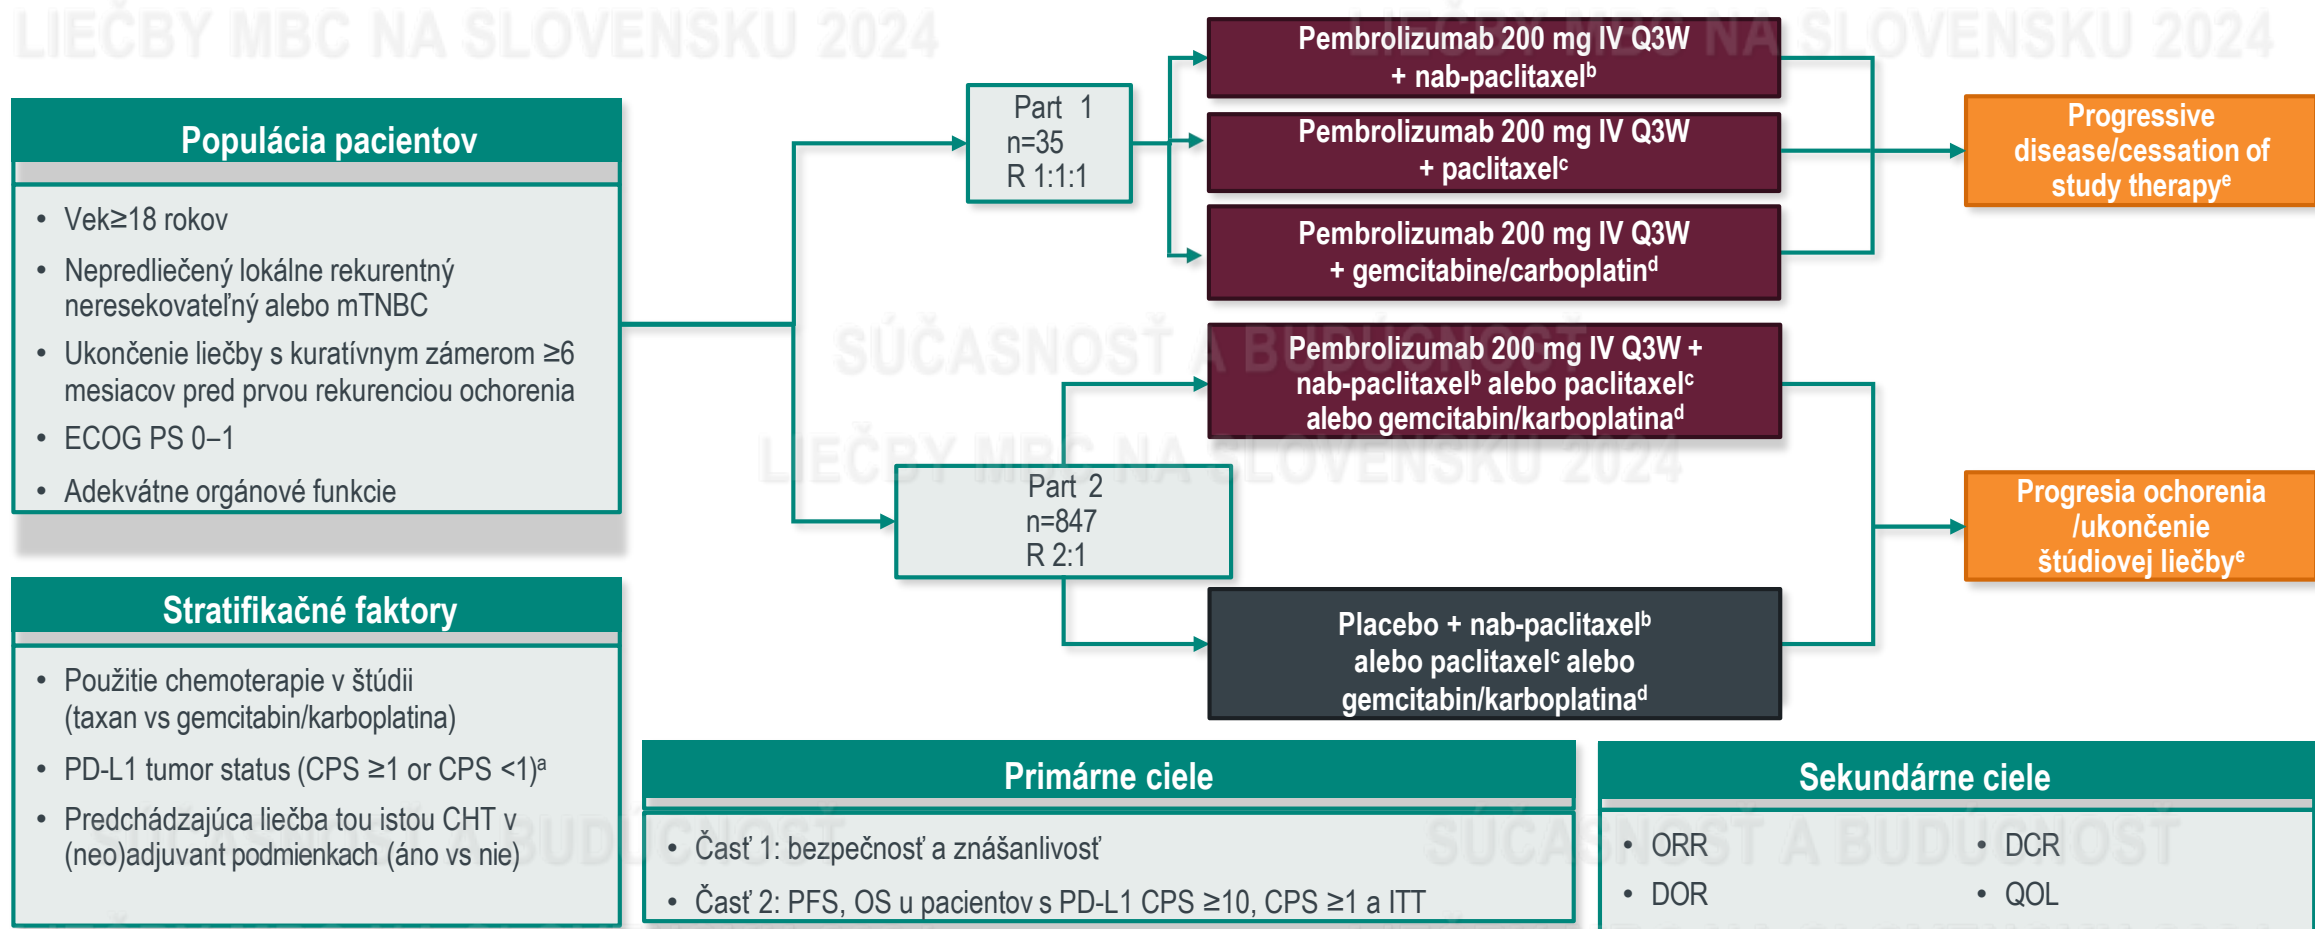 LIEČBY MBC NA SLOVENSKU 2024
LIEČBY MBC NA SLOVENSKU 2024
Populácia pacientov
• Vek≥18 rokov
• Nepredliečený lokálne rekurentný
neresekovateľný alebo mTNBC
• Ukončenie liečby s kuratívnym zámerom ≥6
mesiacov pred prvou rekurenciou ochorenia
• ECOG PS 0–1
• Adekvátne orgánové funkcie
Stratifikačné faktory
• Použitie chemoterapie v štúdii
(taxan vs gemcitabin/karboplatina)
• PD-L1 tumor status (CPS ≥1 or CPS <1)ᵃ
• Predchádzajúca liečba tou istou CHT v
(neo)adjuvant podmienkach (áno vs nie)
Part 1
n=35
R 1:1:1
Pembrolizumab 200 mg IV Q3W
+ nab-paclitaxelᵇ
Pembrolizumab 200 mg IV Q3W
+ paclitaxelᶜ
Pembrolizumab 200 mg IV Q3W
+ gemcitabine/carboplatinᵈ
Progressive
disease/cessation of
study therapyᵉ
SÚČASNOSŤ A BUDÚCNOSŤ
LIEČBY MBC NA SLOVENSKU 2024
Part 2
n=847
R 2:1
Pembrolizumab 200 mg IV Q3W +
nab-paclitaxelᵇ alebo paclitaxelᶜ
alebo gemcitabin/karboplatinaᵈ
Placebo + nab-paclitaxelᵇ
alebo paclitaxelᶜ alebo
gemcitabin/karboplatinaᵈ
Progresia ochorenia
/ukončenie
štúdiovej liečbyᵉ
Primárne ciele
• Časť 1: bezpečnosť a znášanlivosť
• Časť 2: PFS, OS u pacientov s PD-L1 CPS ≥10, CPS ≥1 a ITT
Sekundárne ciele
• ORR
• DOR
• DCR
• QOL
SÚČASNOSŤ A BUDÚCNOSŤ
SÚČASNOSŤ A BUDÚCNOSŤ